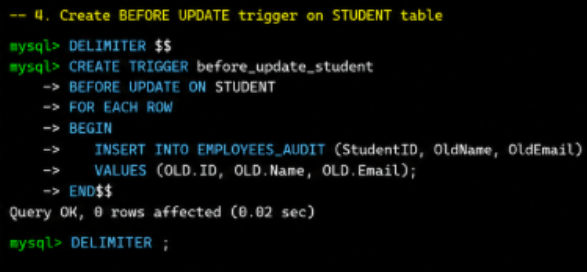 -- 4. Create BEFORE UPDATE trigger on STUDENT table
mysql> DELIMITER $$
mysql> CREATE TRIGGER before_update_student
-> BEFORE UPDATE ON STUDENT
-> FOR EACH ROW
-> BEGIN
-> INSERT INTO EMPLOYEES_AUDIT (StudentID, OldName, OldEmail)
-> VALUES (OLD.ID, OLD.Name, OLD.Email);
-> END$$
Query OK, 0 rows affected (0.02 sec)
mysql> DELIMITER ;